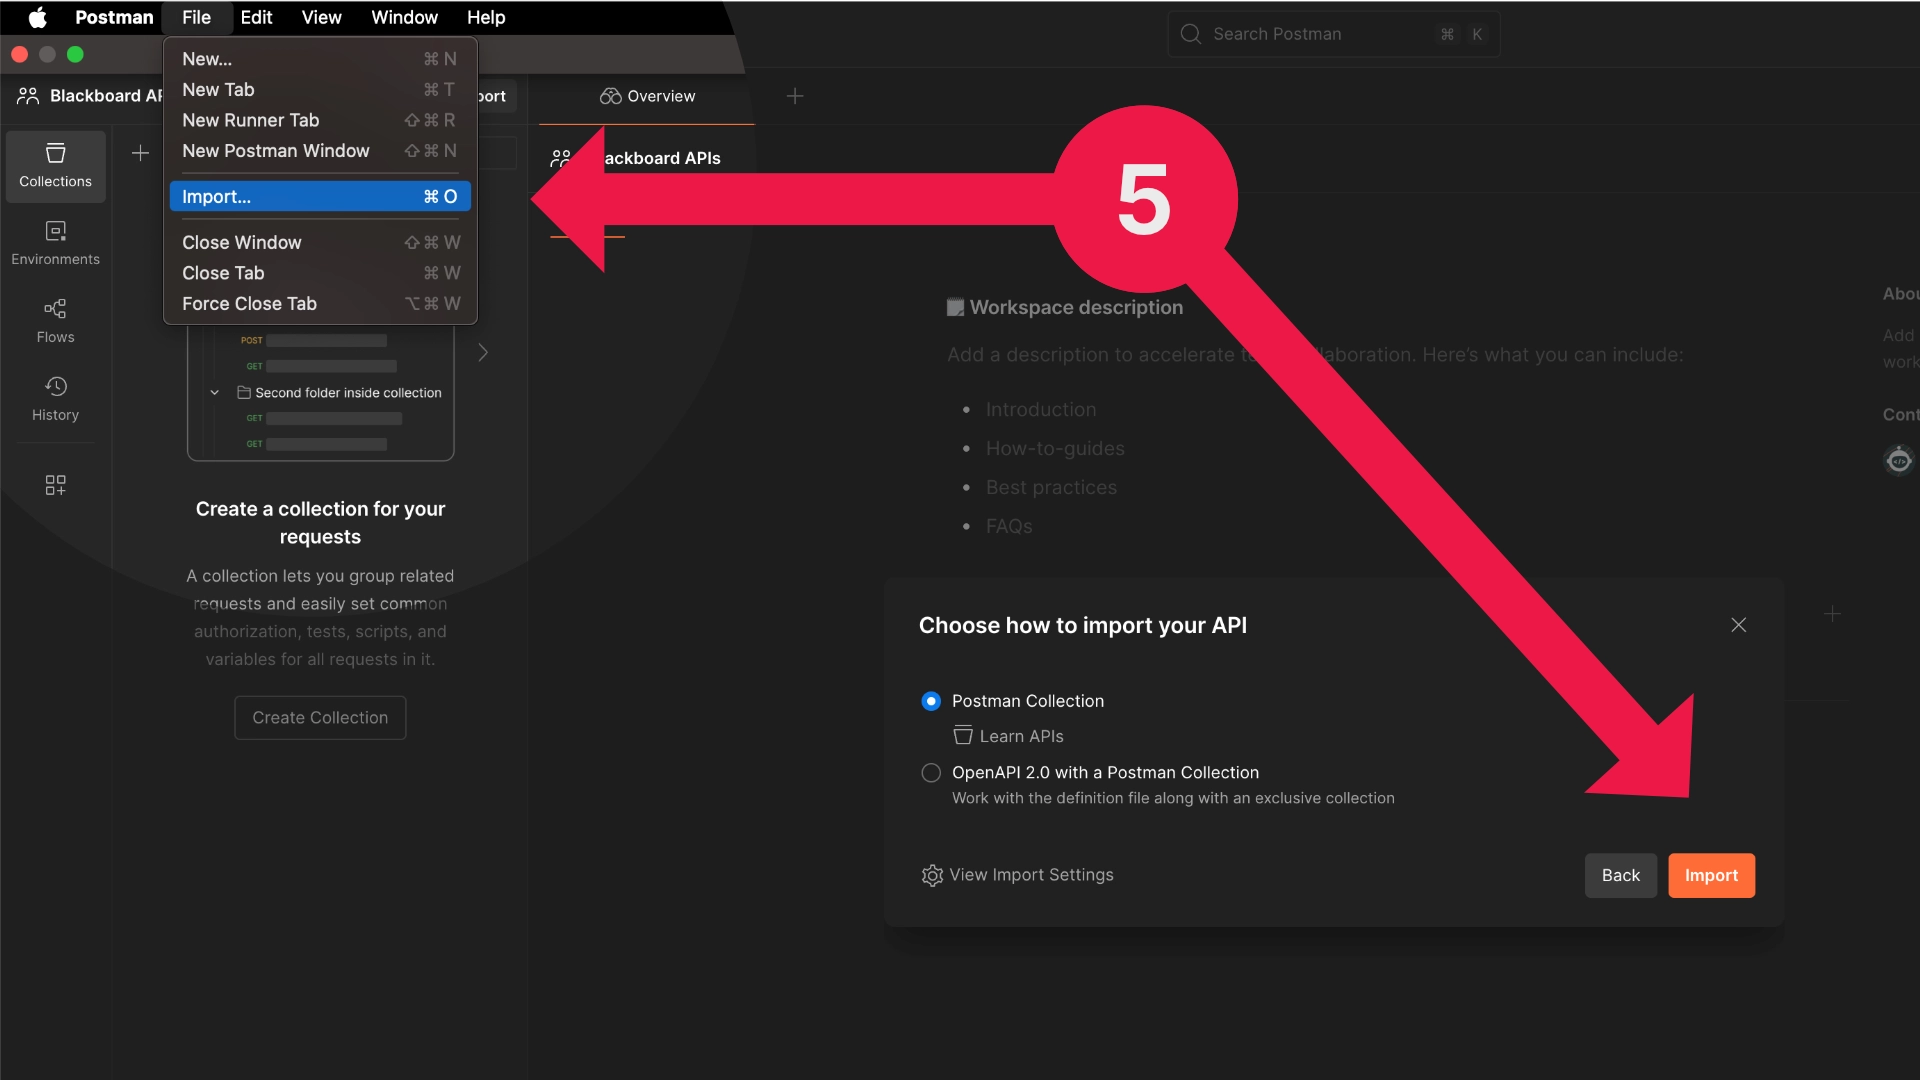 Postman File Edit View Window Help
Search Postman ⌘ K
New... ⌘ N
New Tab ⌘ T
New Runner Tab ⇧ ⌘ R
New Postman Window ⇧ ⌘ N
Import... ⌘ O
Close Window ⇧ ⌘ W
Close Tab ⌘ W
Force Close Tab ⌥ ⌘ W
Blackboard AP
port
Overview
ackboard APIs
5
Collections
Environments
Flows
History
POST
GET
Second folder inside collection
GET
GET
Create a collection for your
requests
A collection lets you group related
requests and easily set common
authorization, tests, scripts, and
variables for all requests in it.
Create Collection
Workspace description
Add a description to accelerate te
laboration. Here's what you can include:
Introduction
How-to-guides
Best practices
FAQs
Abou
Add
work
Cont
Choose how to import your API
Postman Collection
Learn APIs
OpenAPI 2.0 with a Postman Collection
Work with the definition file along with an exclusive collection
View Import Settings
Back
Import